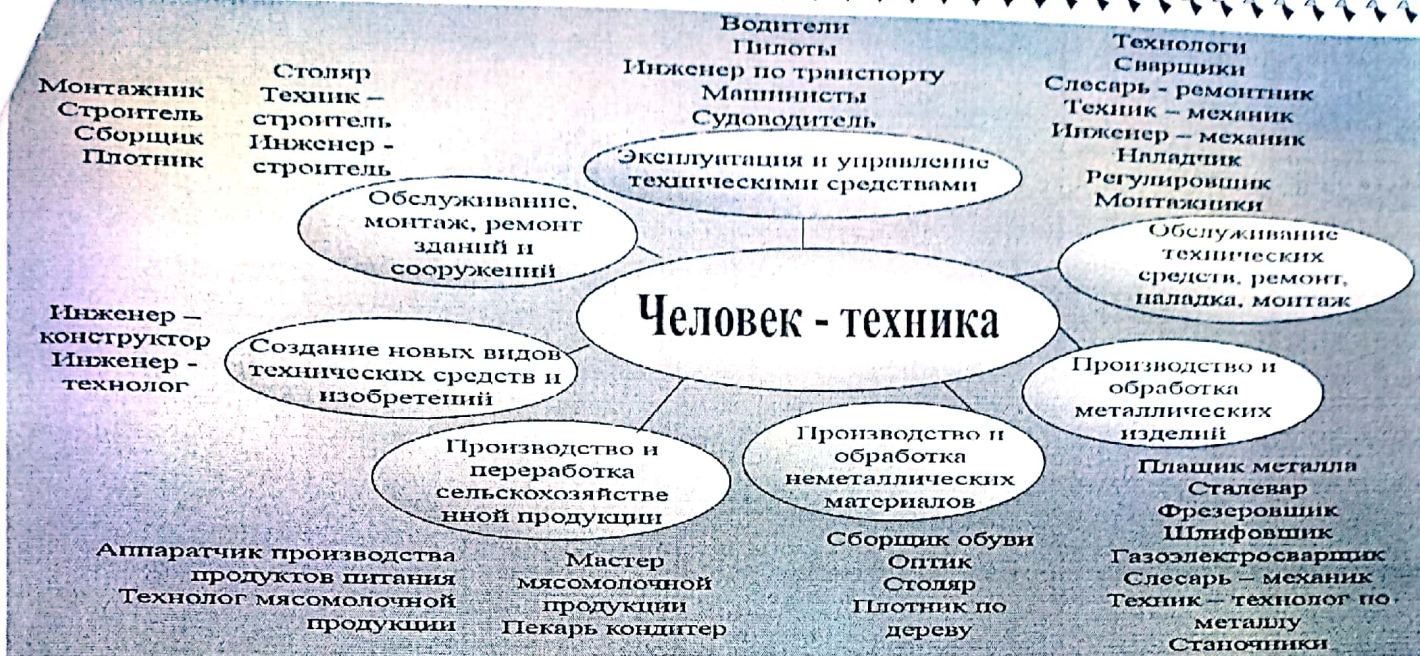 Водители
Пилоты
Инженер по транспорту
Машинисты
Судоводитель
Эксплуатация и управление
техническими средствами
Технологи
Сварщики
Слесарь - ремонтник
Техник – механик
Инженер – механик
Наладчик
Регулировщик
Монтажники
Обслуживание
технических
средств, ремонт,
наладка, монтаж
Монтажник
Строитель
Сборщик
Плотник
Столяр
Техник –
строитель
Инженер -
строитель
Обслуживание,
монтаж, ремонт
зданий и
сооружений
Человек - техника
Инженер –
конструктор
Инженер -
технолог
Создание новых видов
технических средств и
изобретений
Производство и
обработка
металлических
изделий
Плащик металла
Сталевар
Фрезеровщик
Шлифовщик
Газоэлектросварщик
Слесарь – механик
Техник – технолог по
металлу
Станочники
Производство и
переработка
сельскохозяйстве
нной продукции
Аппаратчик производства
продуктов питания
Технолог мясомолочной
продукции
Мастер
мясомолочной
продукции
Пекарь кондитер
Производство и
обработка
неметаллических
материалов
Сборщик обуви
Оптик
Столяр
Плотник по
дереву